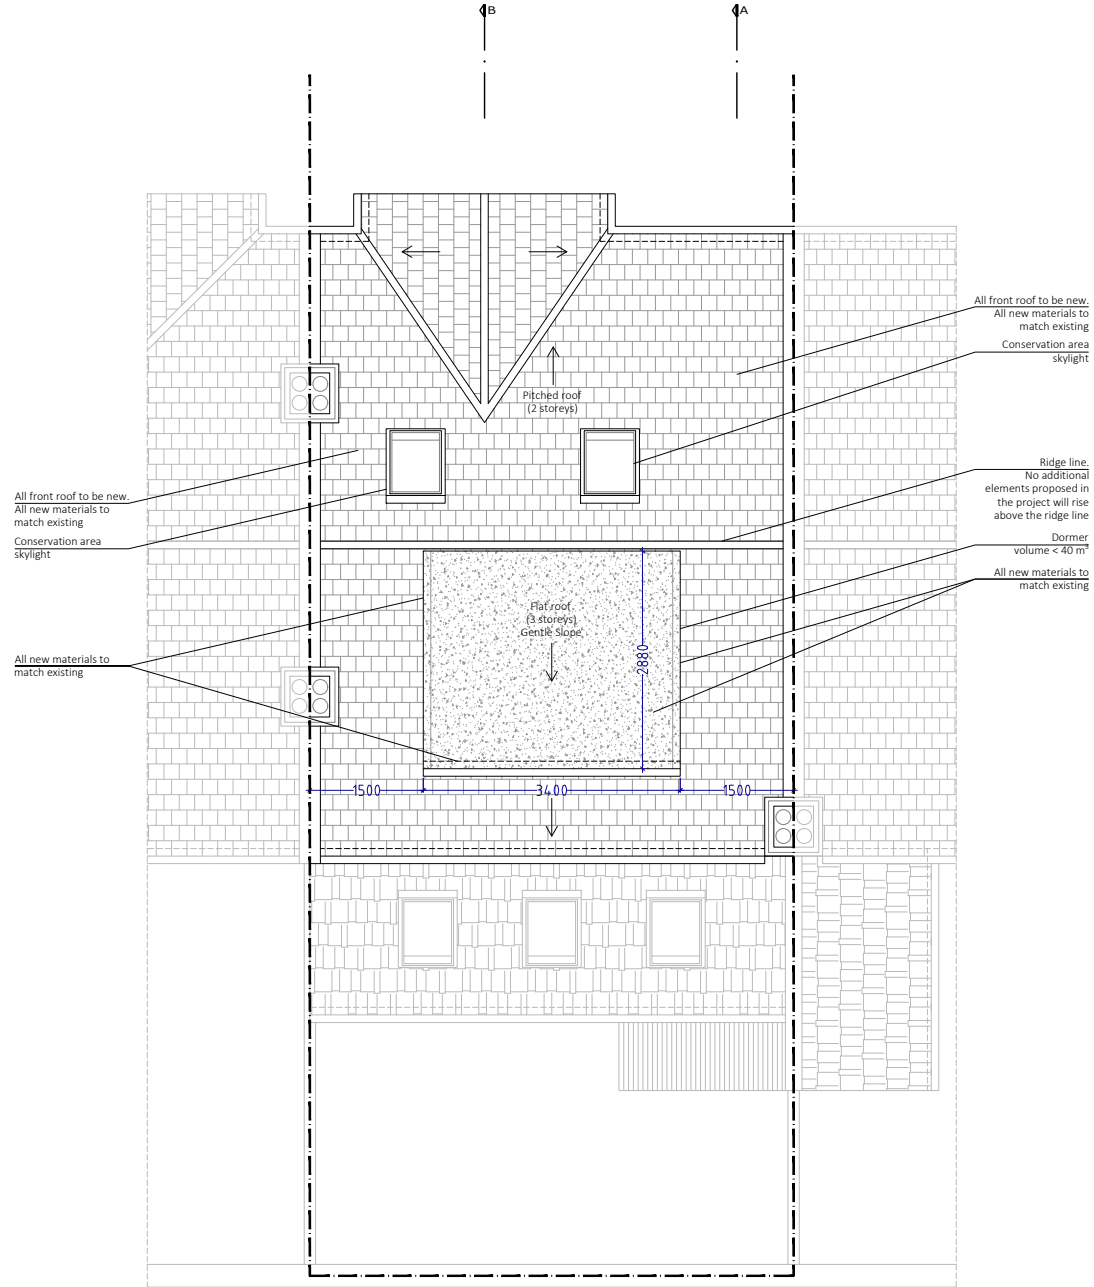 B
A
All front roof to be new.
All new materials to
match existing
Conservation area
skylight
Pitched roof
(2 storeys)
Ridge line.
No additional
elements proposed in
the project will rise
above the ridge line
All front roof to be new.
All new materials to
match existing
Conservation area
skylight
Dormer
volume < 40 m³
All new materials to
match existing
Flat roof
(3 storeys)
Gentle Slope
2880
All new materials to
match existing
1500
3400
1500